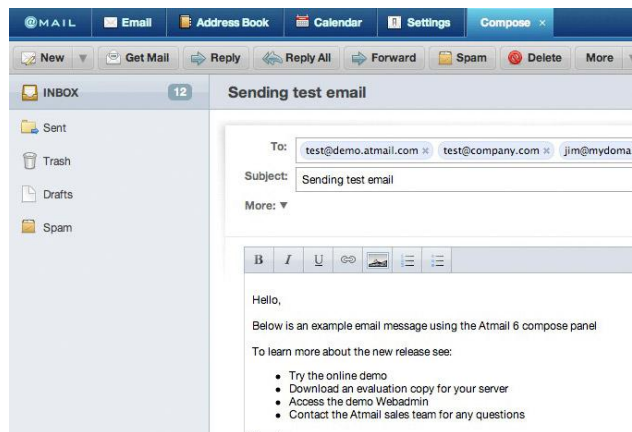 @MAIL Email Address Book Calendar Settings Compose ×
New Get Mail Reply Reply All Forward Spam Delete More
INBOX 12
Sent
Trash
Drafts
Spam
Sending test email
To: test@demo.atmail.com × test@company.com × jim@mydoma
Subject: Sending test email
More: ▼
B I U
Hello,
Below is an example email message using the Atmail 6 compose panel
To learn more about the new release see:
• Try the online demo
• Download an evaluation copy for your server
• Access the demo Webadmin
• Contact the Atmail sales team for any questions